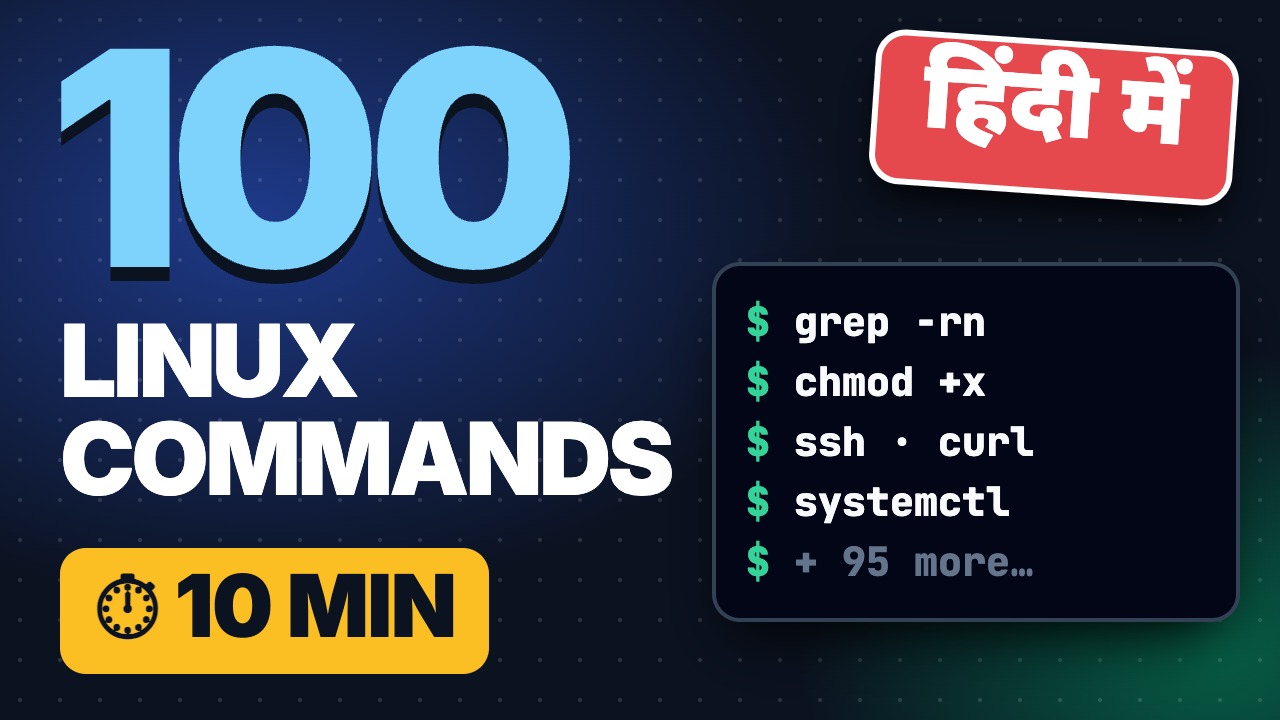 100
LINUX
COMMANDS
⏱ 10 MIN
हिंदी में
$ grep -rn
$ chmod +x
$ ssh · curl
$ systemctl
$ + 95 more…